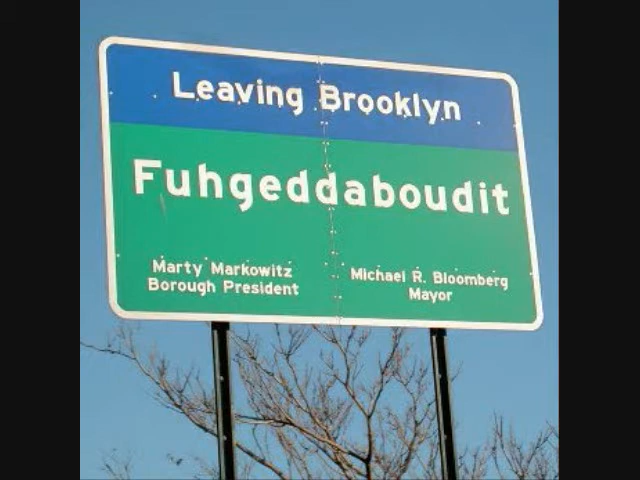 Leaving Brooklyn
Fuhgeddaboudit
Marty Markowitz
Borough President
Michael R. Bloomberg
Mayor